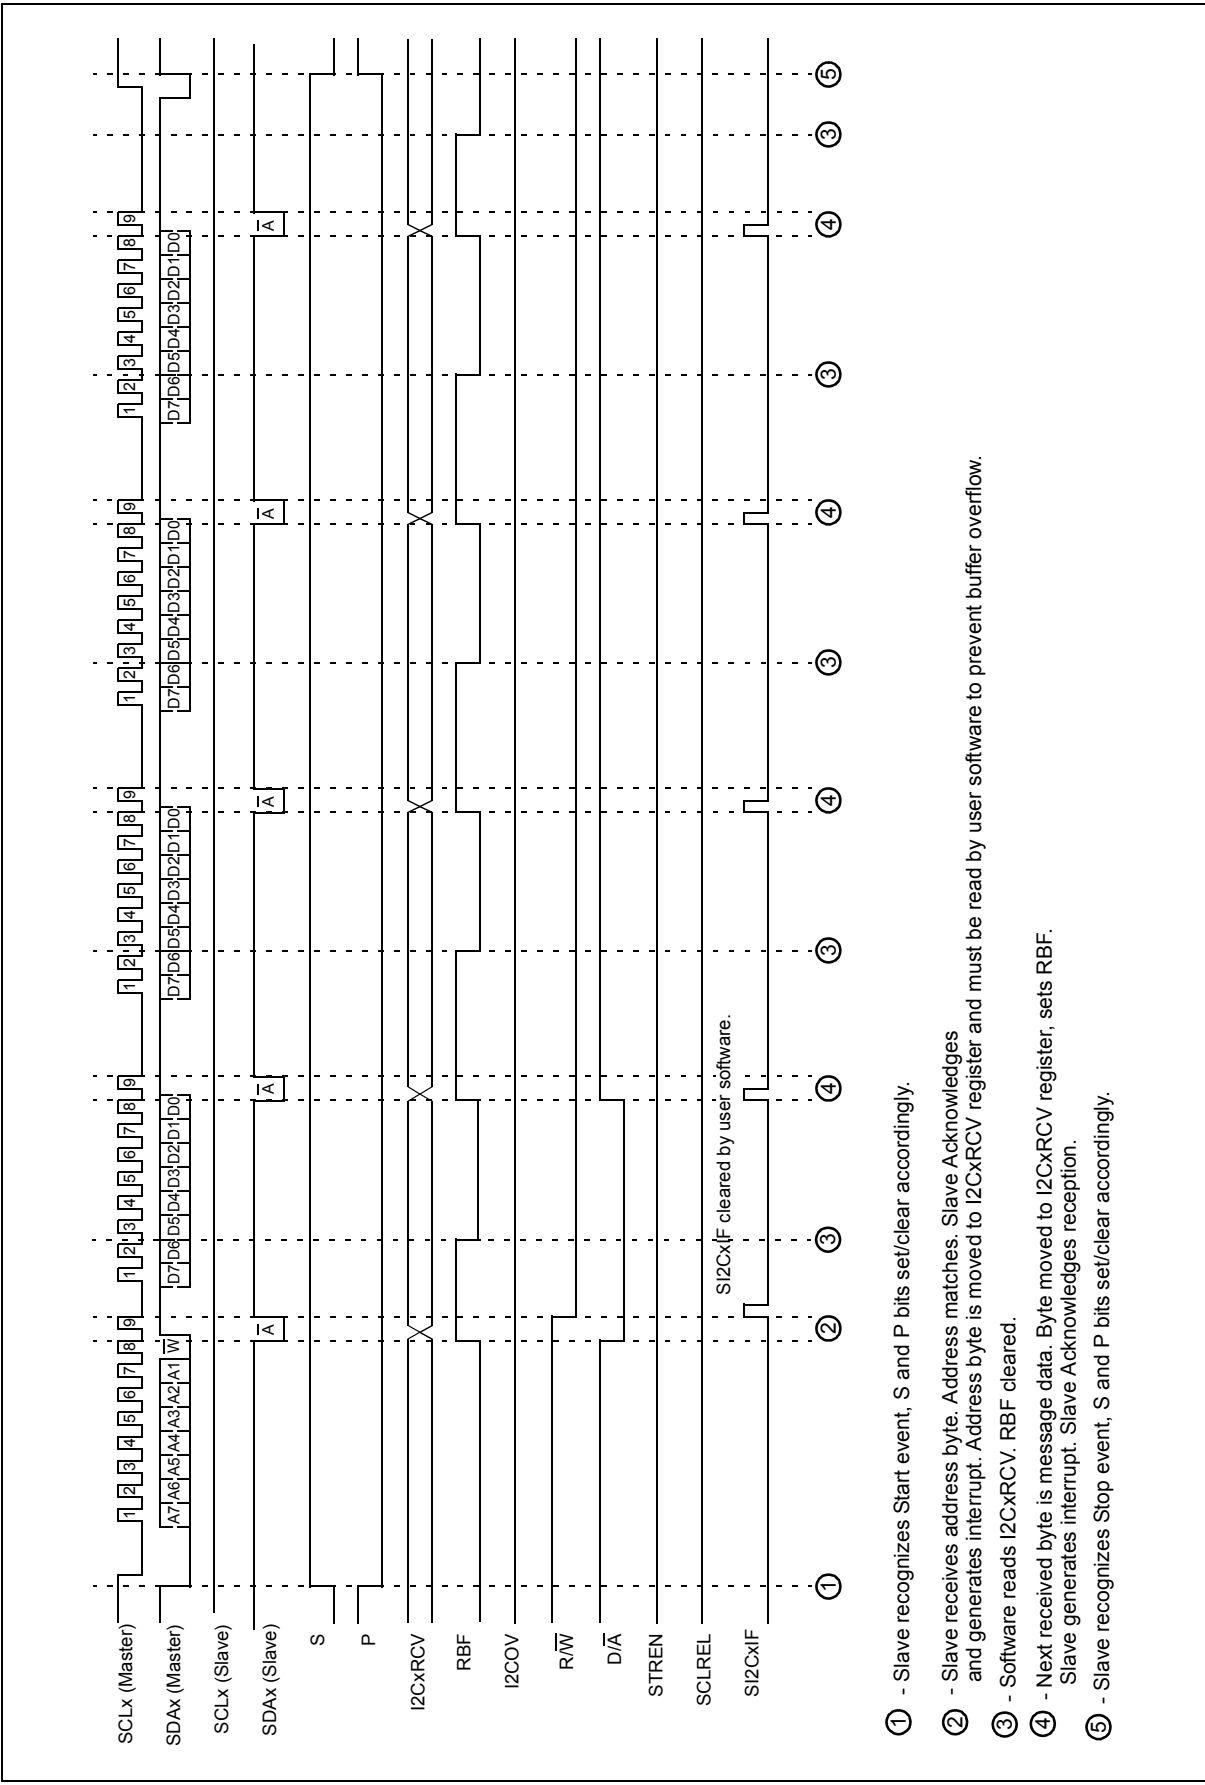 SCLx (Master)
1 2 3 4 5 6 7 8 9 1 2 3 4 5 6 7 8 9 1 2 3 4 5 6 7 8 9 1 2 3 4 5 6 7 8 9 1 2 3 4 5 6 7 8 9
SDAx (Master)
A7 A6 A5 A4 A3 A2 A1 W̅ D7 D6 D5 D4 D3 D2 D1 D0 D7 D6 D5 D4 D3 D2 D1 D0 D7 D6 D5 D4 D3 D2 D1 D0 D7 D6 D5 D4 D3 D2 D1 D0
SCLx (Slave)
SDAx (Slave)
A̅ A̅ A̅ A̅ A̅
S
P
I2CxRCV
RBF
I2COV
R/W̅
D/A̅
STREN
SCLREL
SI2CxIF cleared by user software.
SI2CxIF
1 2 3 4 3 4 3 4 3 4 3 5
1 - Slave recognizes Start event, S and P bits set/clear accordingly.
2 - Slave receives address byte. Address matches. Slave Acknowledges
and generates interrupt. Address byte is moved to I2CxRCV register and must be read by user software to prevent buffer overflow.
3 - Software reads I2CxRCV. RBF cleared.
4 - Next received byte is message data. Byte moved to I2CxRCV register, sets RBF.
Slave generates interrupt. Slave Acknowledges reception.
5 - Slave recognizes Stop event, S and P bits set/clear accordingly.